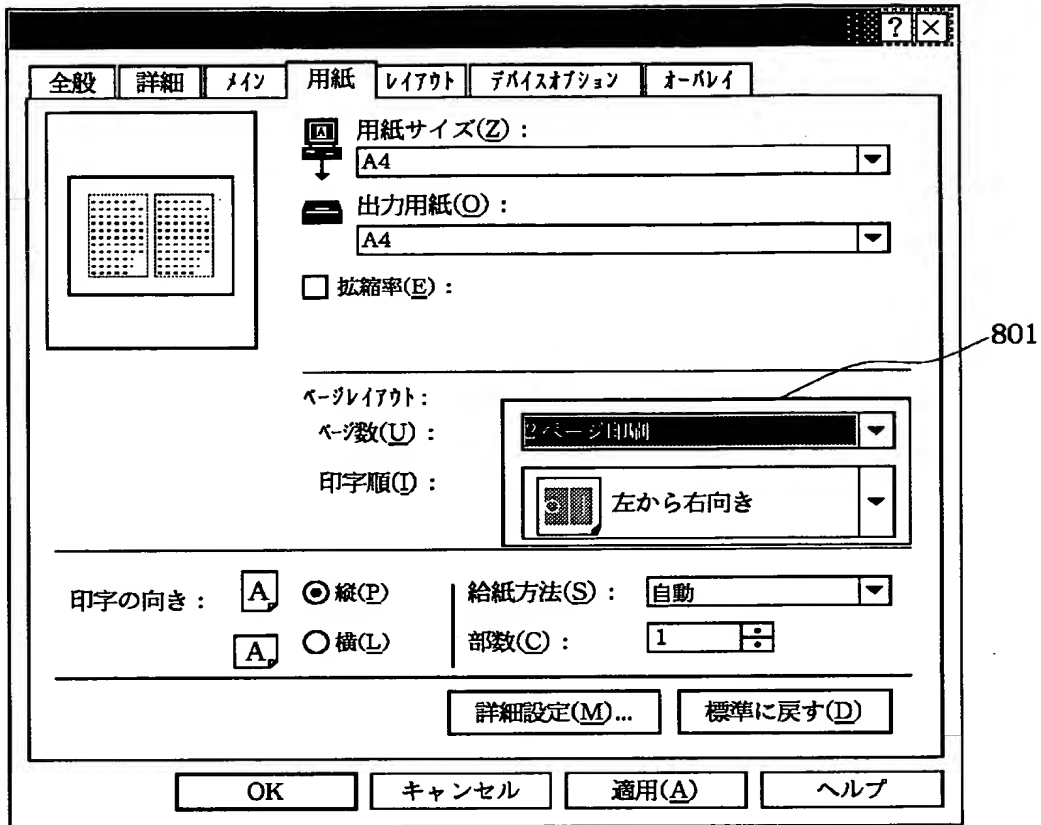 ? ×
全般 詳細 メイン 用紙 レイアウト デバイスオプション オーバレイ
用紙サイズ(Z)：
A4
出力用紙(O)：
A4
拡縮率(E)：
801
ページレイアウト：
ページ数(U)： 2ページ印刷
印字順(I)： 左から右向き
印字の向き： A 縦(P) 給紙方法(S)： 自動
A 横(L) 部数(C)： 1
詳細設定(M)... 標準に戻す(D)
OK キャンセル 適用(A) ヘルプ